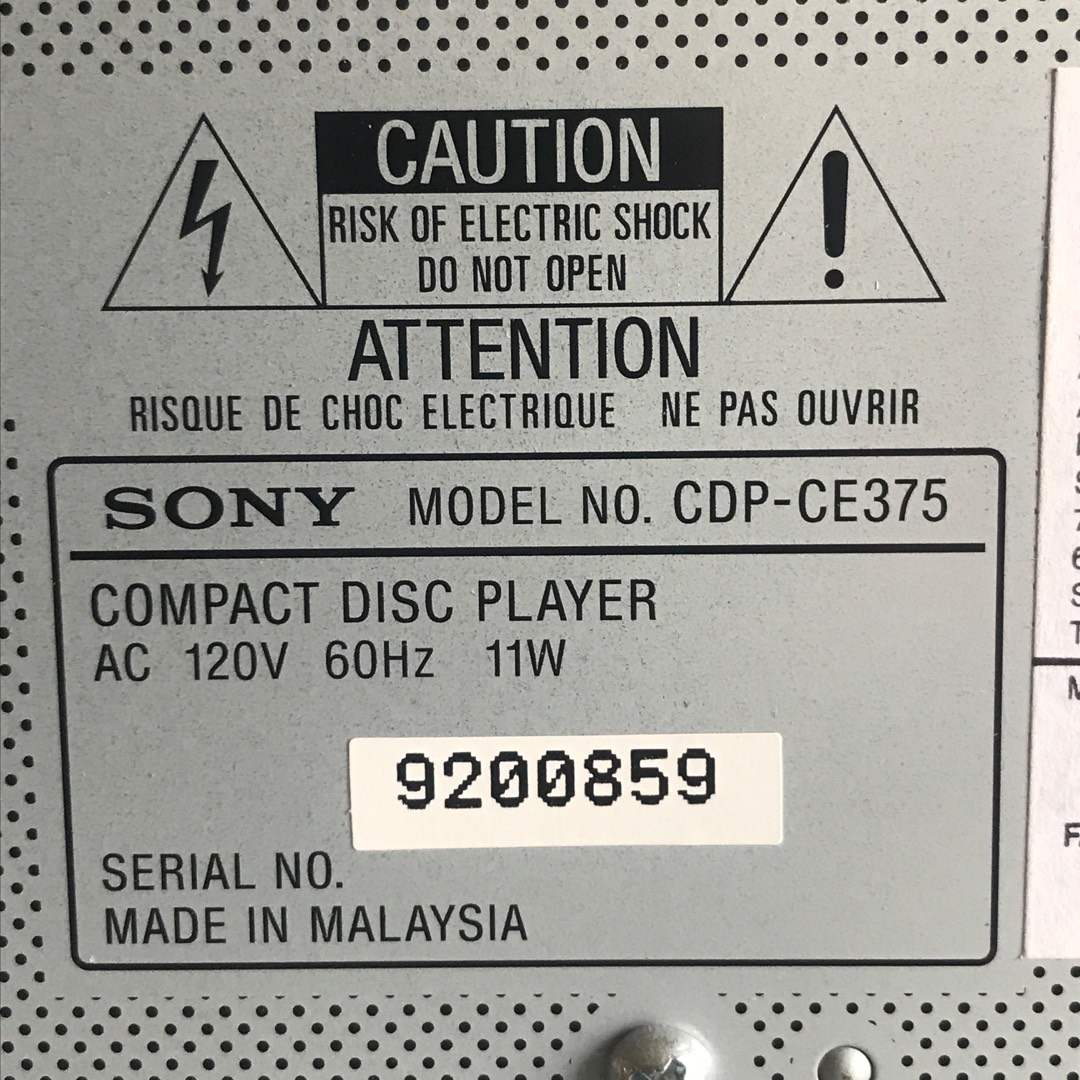 CAUTION
RISK OF ELECTRIC SHOCK
DO NOT OPEN
ATTENTION
RISQUE DE CHOC ELECTRIQUE NE PAS OUVRIR
SONY MODEL NO. CDP-CE375
COMPACT DISC PLAYER
AC 120V 60Hz 11W
9200859
SERIAL NO.
MADE IN MALAYSIA